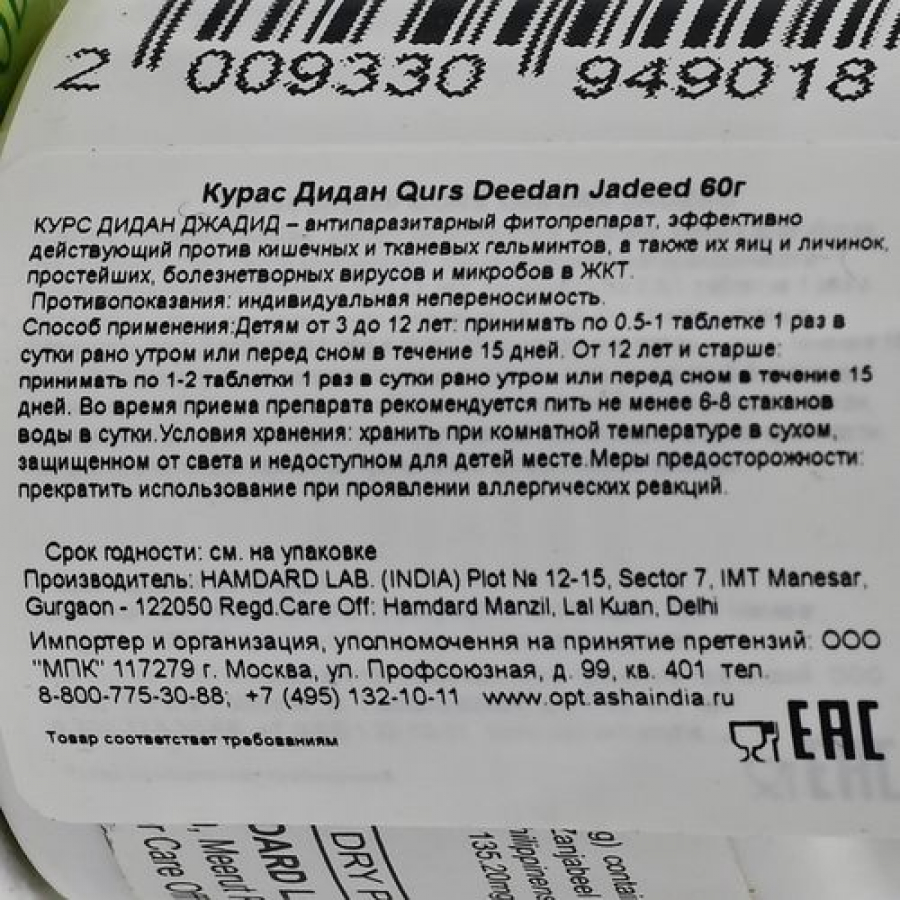 2 009330 949018
Курас Дидан Qurs Deedan Jadeed 60г
КУРС ДИДАН ДЖАДИД – антипаразитарный фитопрепарат, эффективно
действующий против кишечных и тканевых гельминтов, а также их яиц и личинок,
простейших, болезнетворных вирусов и микробов в ЖКТ.
Противопоказания: индивидуальная непереносимость.
Способ применения:Детям от 3 до 12 лет: принимать по 0.5-1 таблетке 1 раз в
сутки рано утром или перед сном в течение 15 дней. От 12 лет и старше:
принимать по 1-2 таблетки 1 раз в сутки рано утром или перед сном в течение 15
дней. Во время приема препарата рекомендуется пить не менее 6-8 стаканов
воды в сутки.Условия хранения: хранить при комнатной температуре в сухом,
защищенном от света и недоступном для детей месте.Меры предосторожности:
прекратить использование при проявлении аллергических реакций.
Срок годности: см. на упаковке
Производитель: HAMDARD LAB. (INDIA) Plot № 12-15, Sector 7, IMT Manesar,
Gurgaon - 122050 Regd.Care Off: Hamdard Manzil, Lal Kuan, Delhi
Импортер и организация, уполномочення на принятие претензий: ООО
"МПК" 117279 г. Москва, ул. Профсоюзная, д. 99, кв. 401 тел.
8-800-775-30-88; +7 (495) 132-10-11 www.opt.ashaindia.ru
Товар соответствует требованиям
EAC
r Care Of
, Meerut
DARD L
DRY
135.20mg
Zanjabeel
g) contai